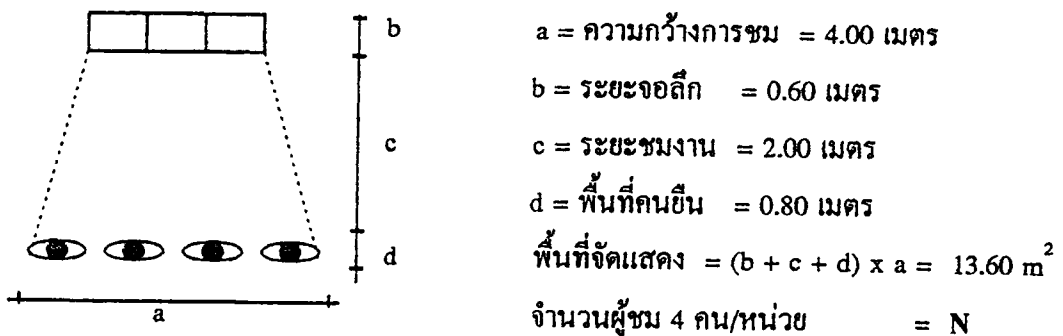 b
c
d
a
a = ความกว้างการชม = 4.00 เมตร
b = ระยะจอลึก = 0.60 เมตร
c = ระยะชมงาน = 2.00 เมตร
d = พื้นที่คนยืน = 0.80 เมตร
พื้นที่จัดแสดง = (b + c + d) x a = 13.60 m²
จำนวนผู้ชม 4 คน/หน่วย = N